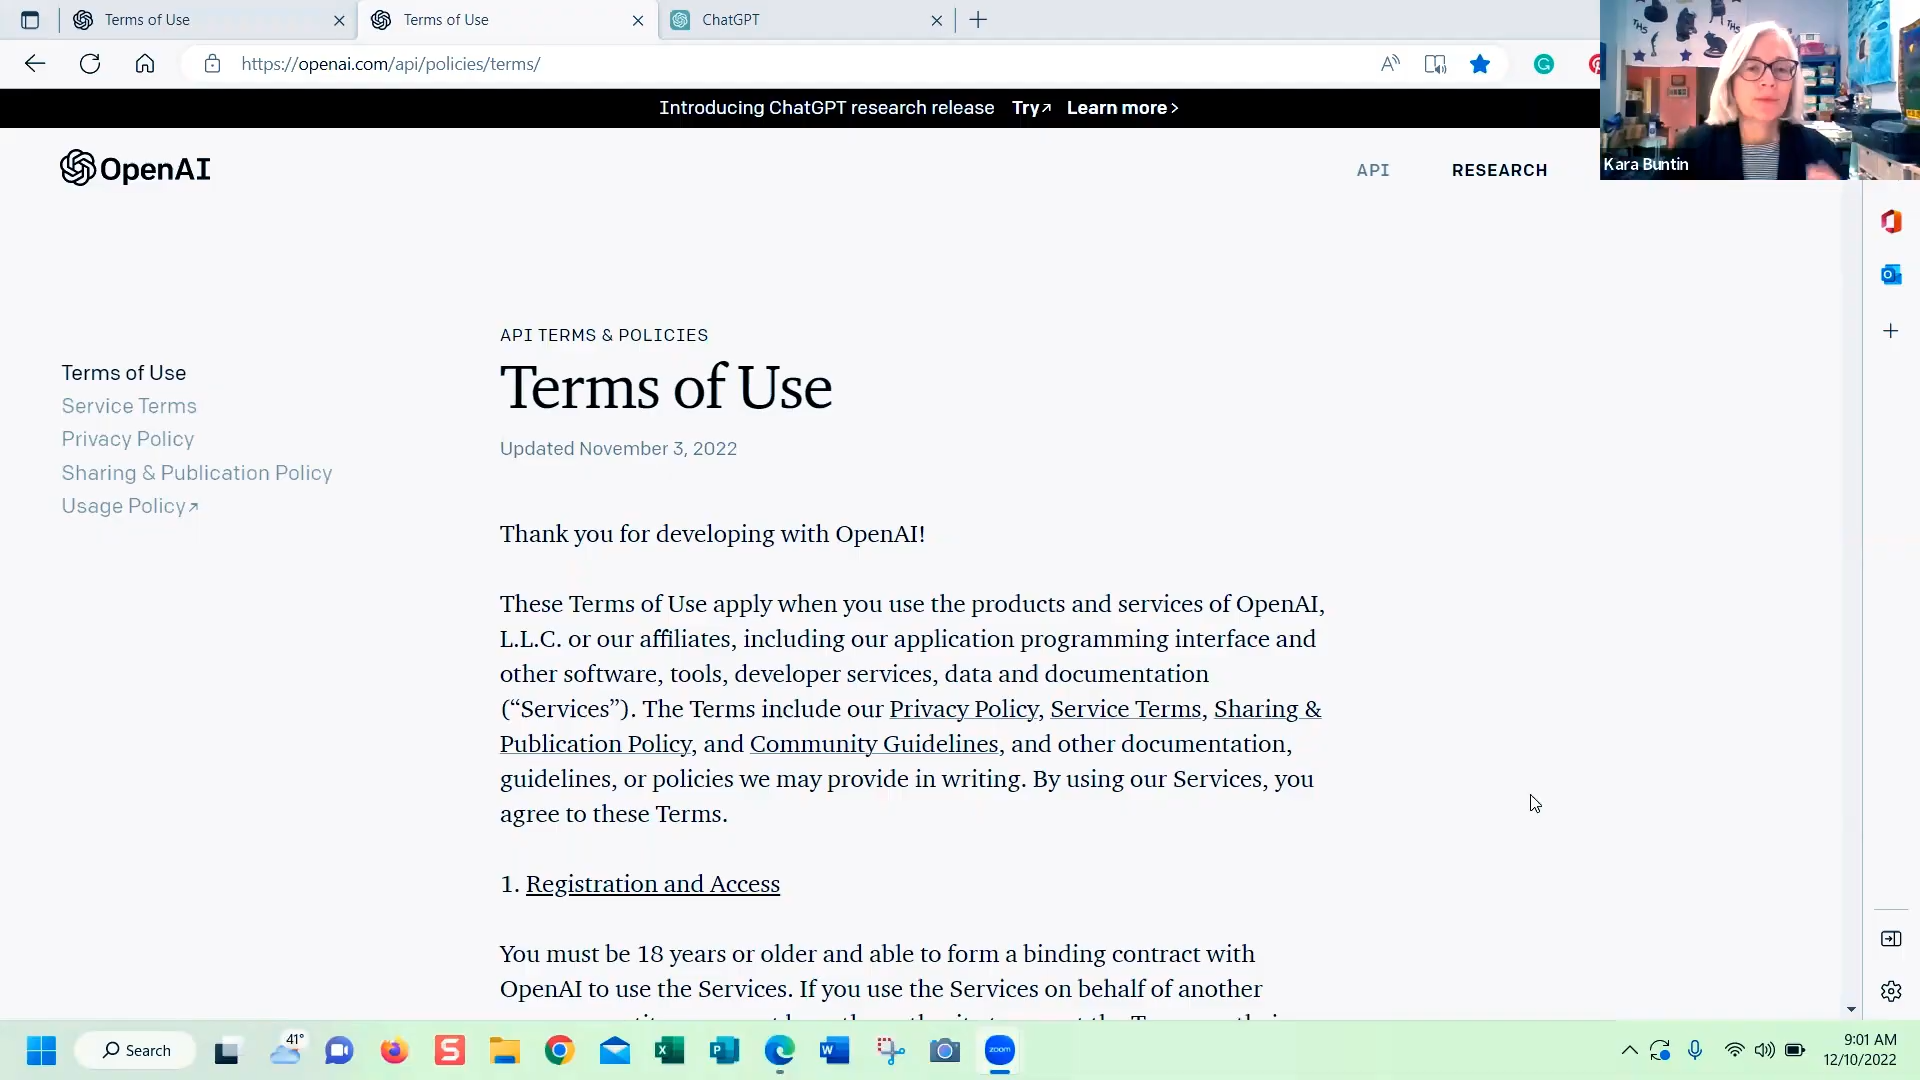 Terms of Use
Terms of Use
ChatGPT
https://openai.com/api/policies/terms/
Introducing ChatGPT research release Try↗ Learn more >
OpenAI
API
RESEARCH
THS
THS
Kara Buntin
Terms of Use
Service Terms
Privacy Policy
Sharing & Publication Policy
Usage Policy↗
API TERMS & POLICIES
Terms of Use
Updated November 3, 2022
Thank you for developing with OpenAI!
These Terms of Use apply when you use the products and services of OpenAI,
L.L.C. or our affiliates, including our application programming interface and
other software, tools, developer services, data and documentation
(“Services”). The Terms include our Privacy Policy, Service Terms, Sharing &
Publication Policy, and Community Guidelines, and other documentation,
guidelines, or policies we may provide in writing. By using our Services, you
agree to these Terms.
1. Registration and Access
You must be 18 years or older and able to form a binding contract with
OpenAI to use the Services. If you use the Services on behalf of another
Search
41°
zoom
9:01 AM
12/10/2022